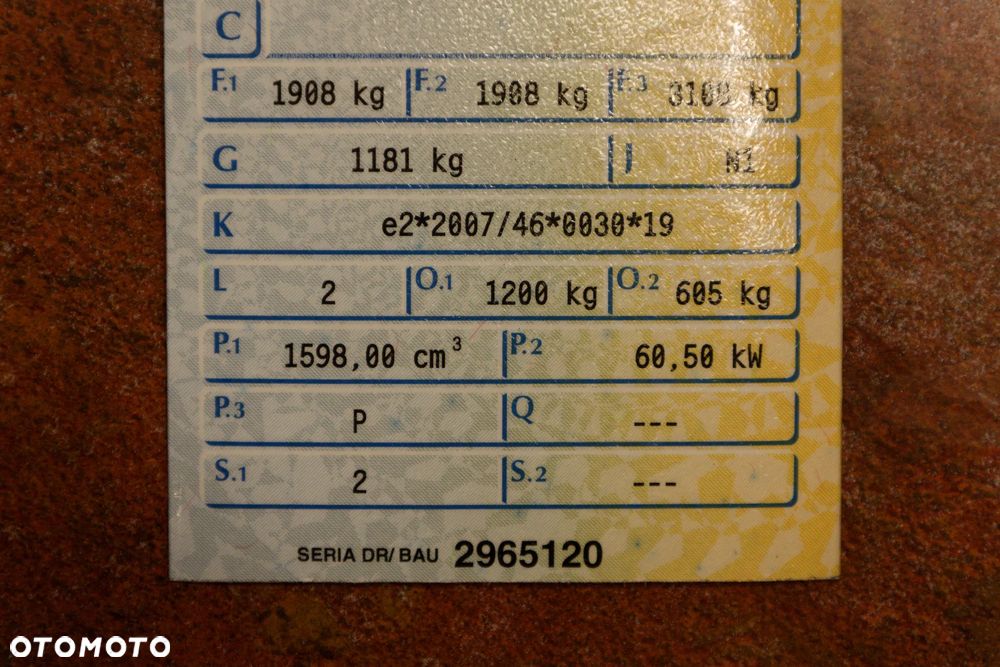 C
F.1 1908 kg F.2 1908 kg F.3 3100 kg
G 1181 kg J N1
K e2*2007/46*0030*19
L 2 O.1 1200 kg O.2 605 kg
P.1 1598,00 cm³ P.2 60,50 kW
P.3 P Q ---
S.1 2 S.2 ---
SERIA DR/ BAU 2965120
OTOMOTO